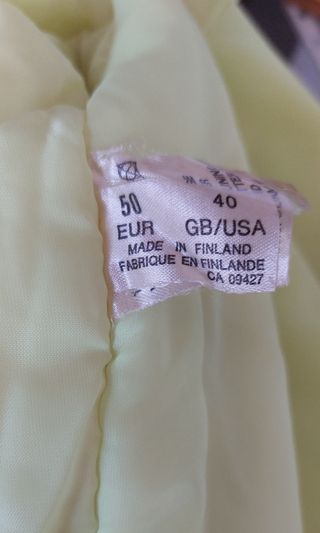 50 40
EUR GB/USA
MADE IN FINLAND
FABRIQUE EN FINLANDE
CA 09427